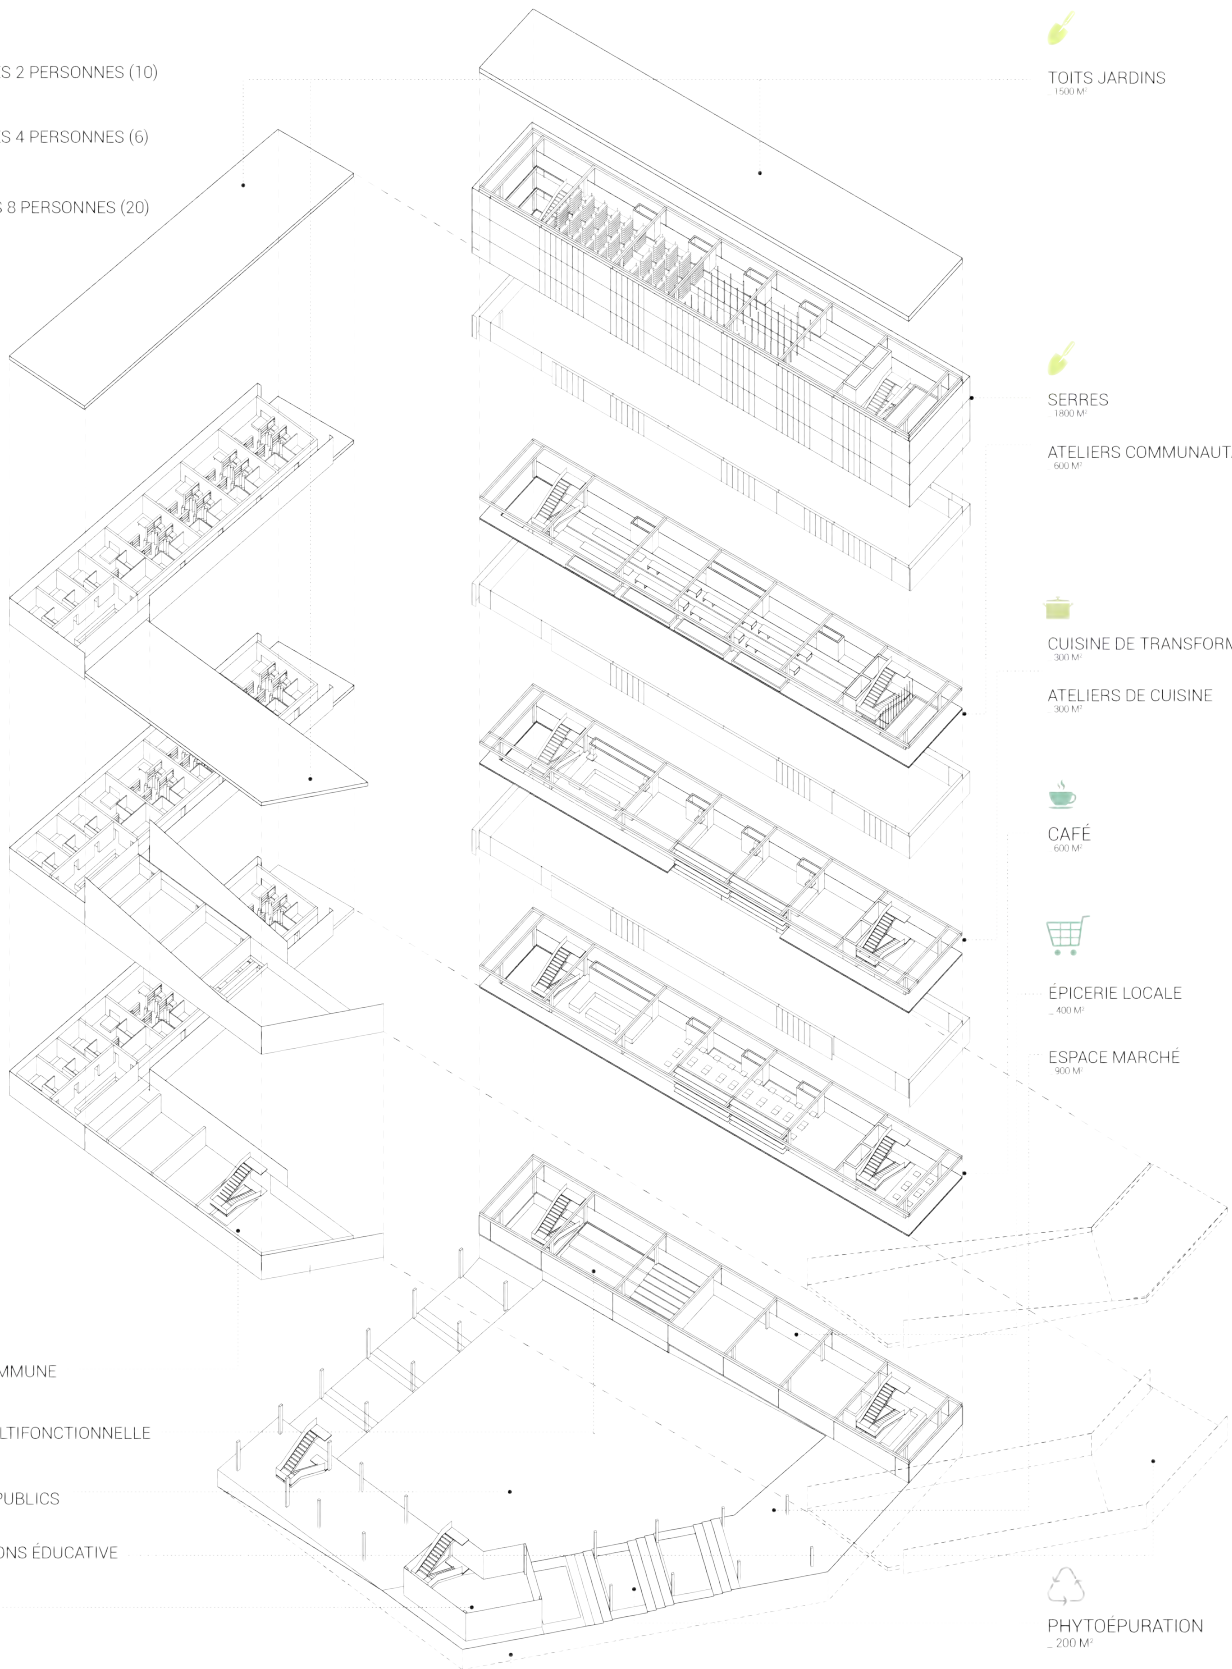 ES 2 PERSONNES (10)
ES 4 PERSONNES (6)
S 8 PERSONNES (20)
TOITS JARDINS
_ 1500 M²
SERRES
_ 1800 M²
ATELIERS COMMUNAUT
_ 600 M²
CUISINE DE TRANSFORM
_ 300 M²
ATELIERS DE CUISINE
_ 300 M²
CAFÉ
_ 600 M²
ÉPICERIE LOCALE
_ 400 M²
ESPACE MARCHÉ
_ 900 M²
MMUNE
LTIFONCTIONNELLE
PUBLICS
ONS ÉDUCATIVE
PHYTOÉPURATION
_ 200 M²